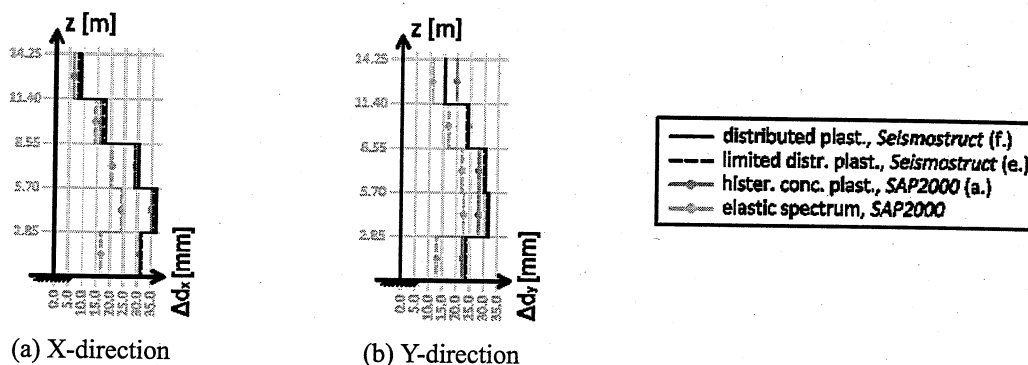 z [m]
14.25
11.40
8.55
5.70
2.85
0.0
5.0
10.0
15.0
20.0
25.0
30.0
35.0
Δdx [mm]
(a) X-direction
z [m]
14.25
11.40
8.55
5.70
2.85
0.0
5.0
10.0
15.0
20.0
25.0
30.0
35.0
Δdy [mm]
(b) Y-direction
distributed plast., Seismostruct (f.)
limited distr. plast., Seismostruct (e.)
hister. conc. plast., SAP2000 (a.)
elastic spectrum, SAP2000